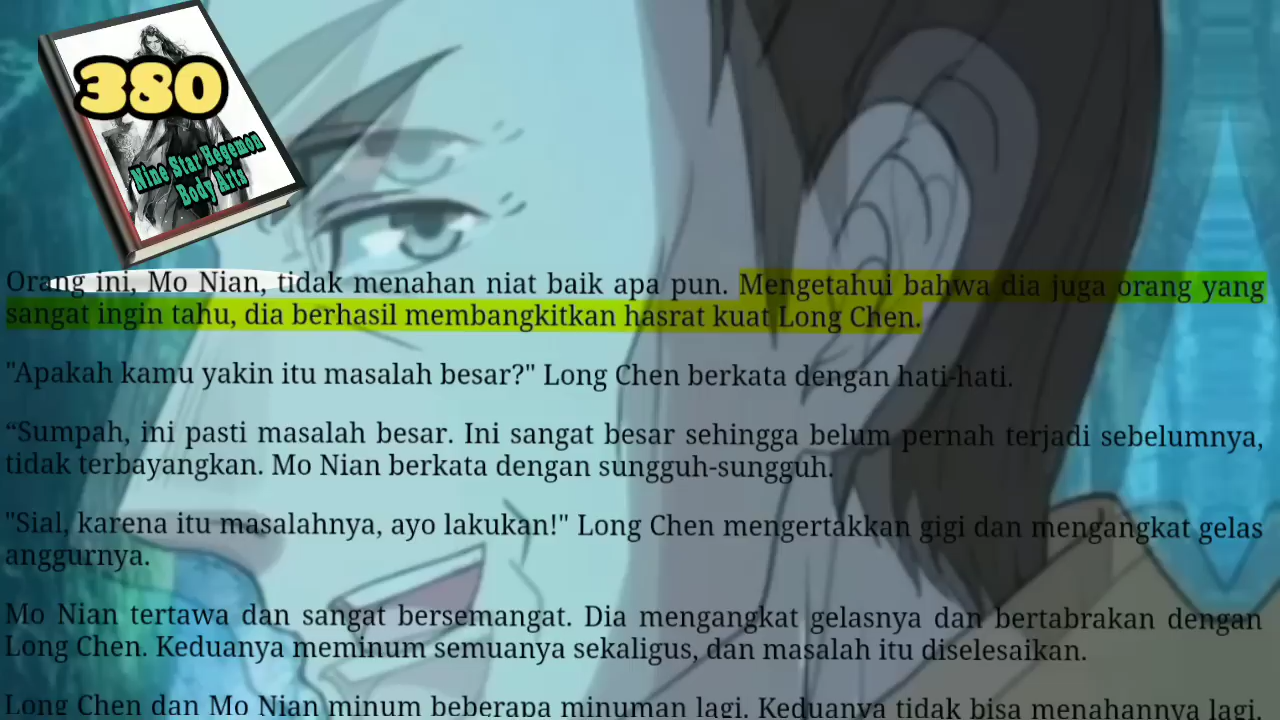 380
Nine Star Hegemon
Body Arts
Orang ini, Mo Nian, tidak menahan niat baik apa pun. Mengetahui bahwa dia juga orang yang
sangat ingin tahu, dia berhasil membangkitkan hasrat kuat Long Chen.
"Apakah kamu yakin itu masalah besar?" Long Chen berkata dengan hati-hati.
“Sumpah, ini pasti masalah besar. Ini sangat besar sehingga belum pernah terjadi sebelumnya,
tidak terbayangkan. Mo Nian berkata dengan sungguh-sungguh.
"Sial, karena itu masalahnya, ayo lakukan!" Long Chen mengertakkan gigi dan mengangkat gelas
anggurnya.
Mo Nian tertawa dan sangat bersemangat. Dia mengangkat gelasnya dan bertabrakan dengan
Long Chen. Keduanya meminum semuanya sekaligus, dan masalah itu diselesaikan.
Long Chen dan Mo Nian minum beberapa minuman lagi. Keduanya tidak bisa menahannya lagi.